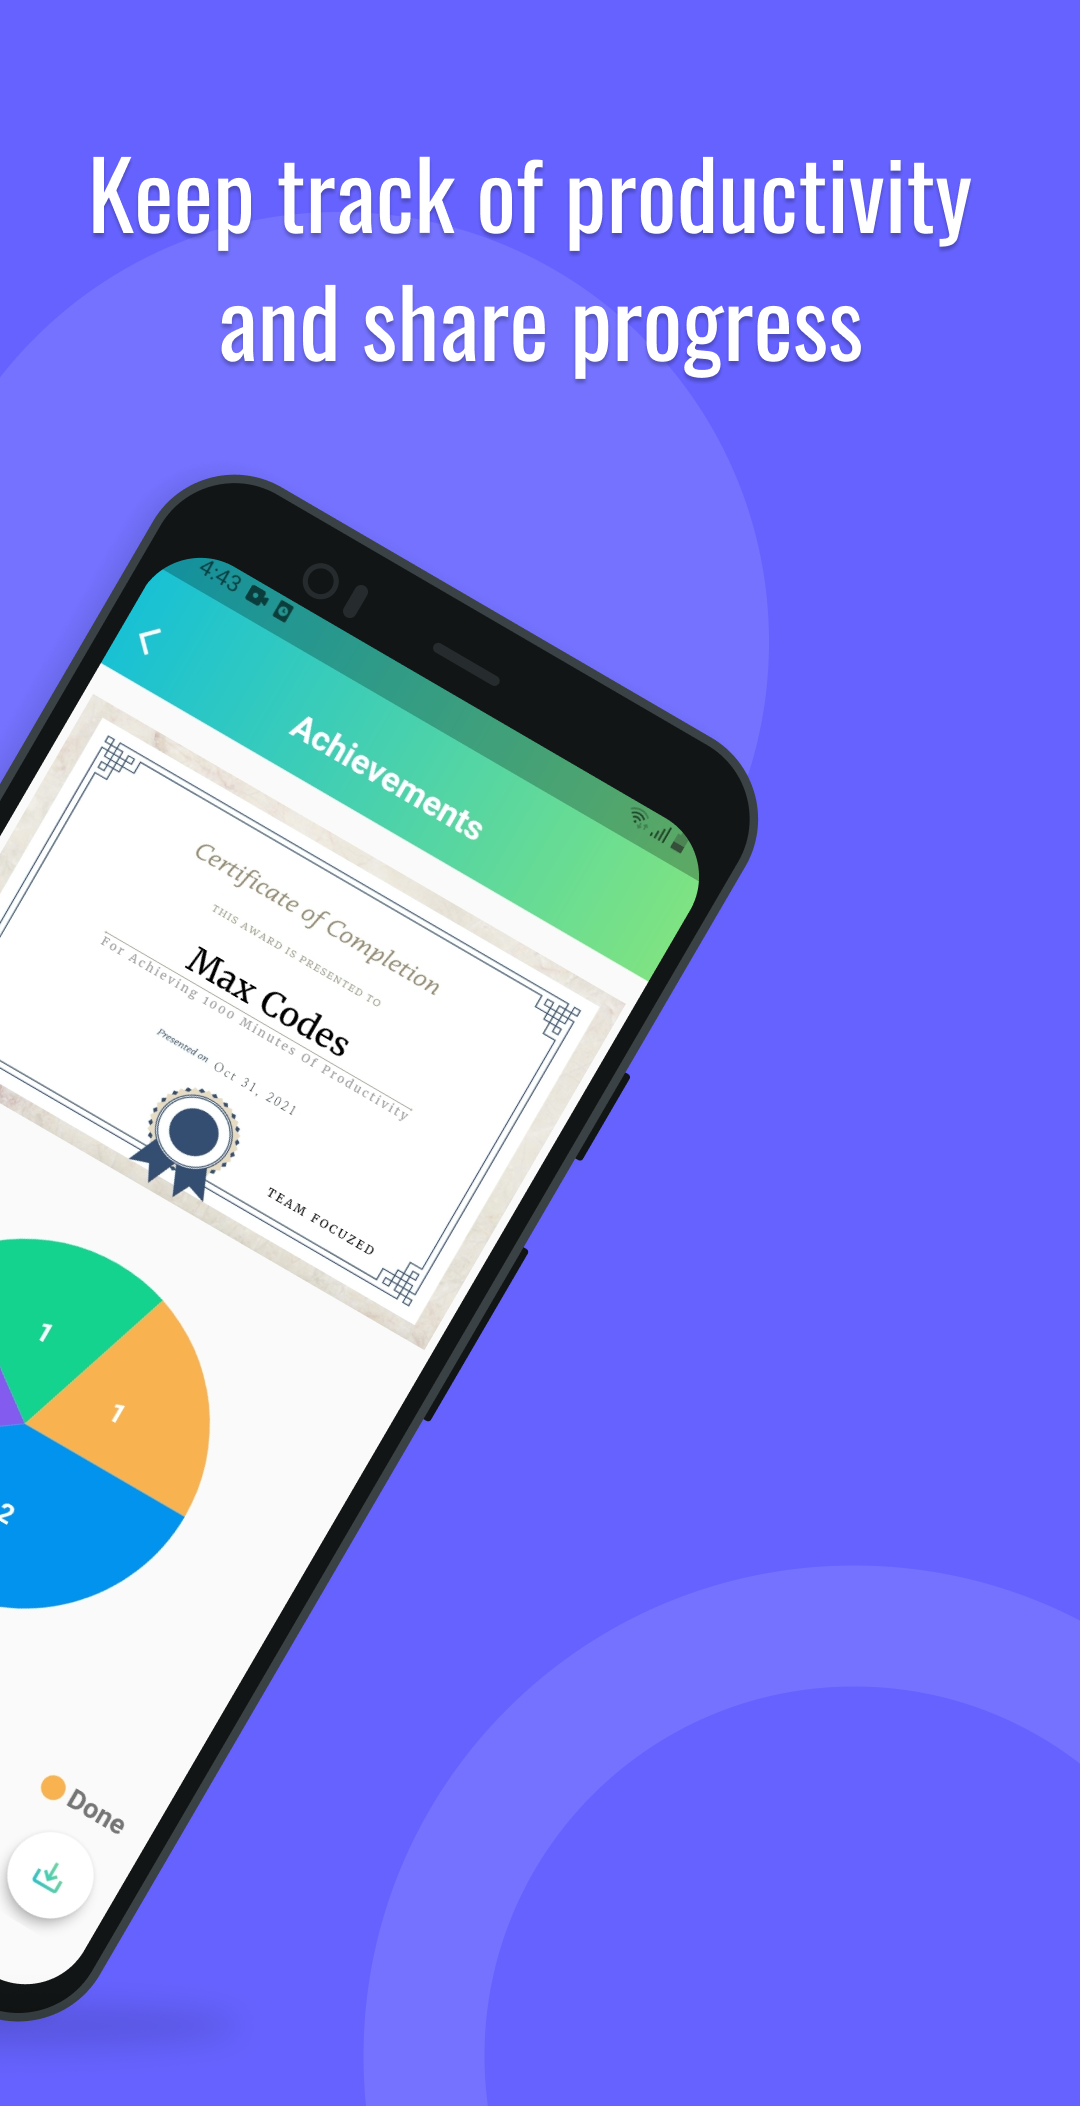 Keep track of productivity
and share progress
4:43
Achievements
Certificate of Completion
THIS AWARD IS PRESENTED TO
Max Codes
For Achieving 1000 Minutes Of Productivity
Presented on Oct 31, 2021
TEAM FOCUZED
1
1
2
Done